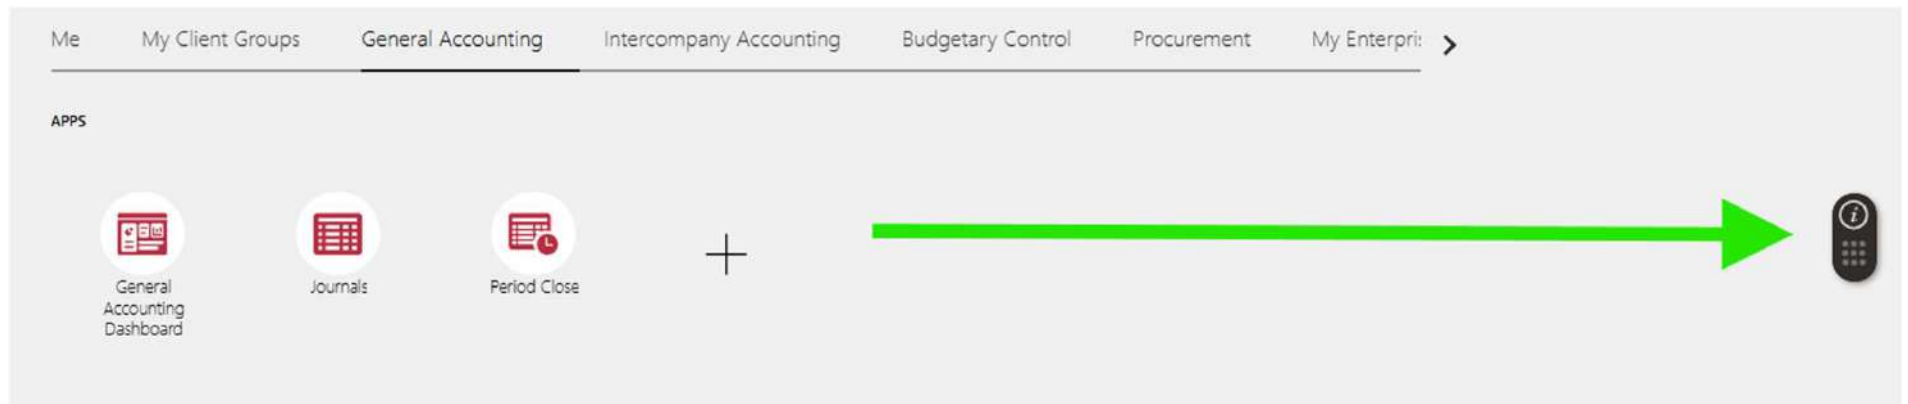 Me My Client Groups General Accounting Intercompany Accounting Budgetary Control Procurement My Enterpri
APPS
General
Accounting
Dashboard
Journals
Period Close
i